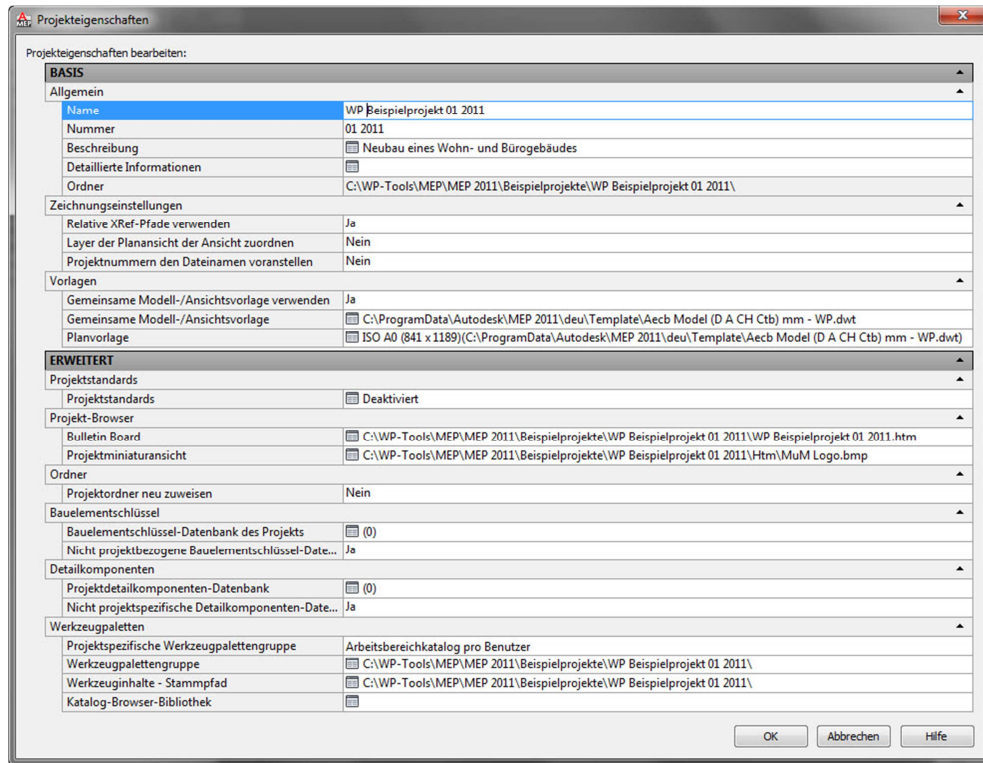 Projekteigenschaften
Projekteigenschaften bearbeiten:
BASIS
Allgemein
Name WP Beispielprojekt 01 2011
Nummer 01 2011
Beschreibung Neubau eines Wohn- und Bürogebäudes
Detaillierte Informationen
Ordner C:\WP-Tools\MEP\MEP 2011\Beispielprojekte\WP Beispielprojekt 01 2011\
Zeichnungseinstellungen
Relative XRef-Pfade verwenden Ja
Layer der Planansicht der Ansicht zuordnen Nein
Projektnummern den Dateinamen voranstellen Nein
Vorlagen
Gemeinsame Modell-/Ansichtsvorlage verwenden Ja
Gemeinsame Modell-/Ansichtsvorlage C:\ProgramData\Autodesk\MEP 2011\deu\Template\Aecb Model (D A CH Ctb) mm - WP.dwt
Planvorlage ISO A0 (841 x 1189)(C:\ProgramData\Autodesk\MEP 2011\deu\Template\Aecb Model (D A CH Ctb) mm - WP.dwt)
ERWEITERT
Projektstandards
Projektstandards Deaktiviert
Projekt-Browser
Bulletin Board C:\WP-Tools\MEP\MEP 2011\Beispielprojekte\WP Beispielprojekt 01 2011\WP Beispielprojekt 01 2011.htm
Projektminiaturansicht C:\WP-Tools\MEP\MEP 2011\Beispielprojekte\WP Beispielprojekt 01 2011\Htm\MuM Logo.bmp
Ordner
Projektordner neu zuweisen Nein
Bauelementschlüssel
Bauelementschlüssel-Datenbank des Projekts (0)
Nicht projektbezogene Bauelementschlüssel-Date... Ja
Detailkomponenten
Projektdetailkomponenten-Datenbank (0)
Nicht projektspezifische Detailkomponenten-Date... Ja
Werkzeugpaletten
Projektspezifische Werkzeugpalettengruppe Arbeitsbereichkatalog pro Benutzer
Werkzeugpalettengruppe C:\WP-Tools\MEP\MEP 2011\Beispielprojekte\WP Beispielprojekt 01 2011\
Werkzeuginhalte - Stammpfad C:\WP-Tools\MEP\MEP 2011\Beispielprojekte\WP Beispielprojekt 01 2011\
Katalog-Browser-Bibliothek
OK Abbrechen Hilfe